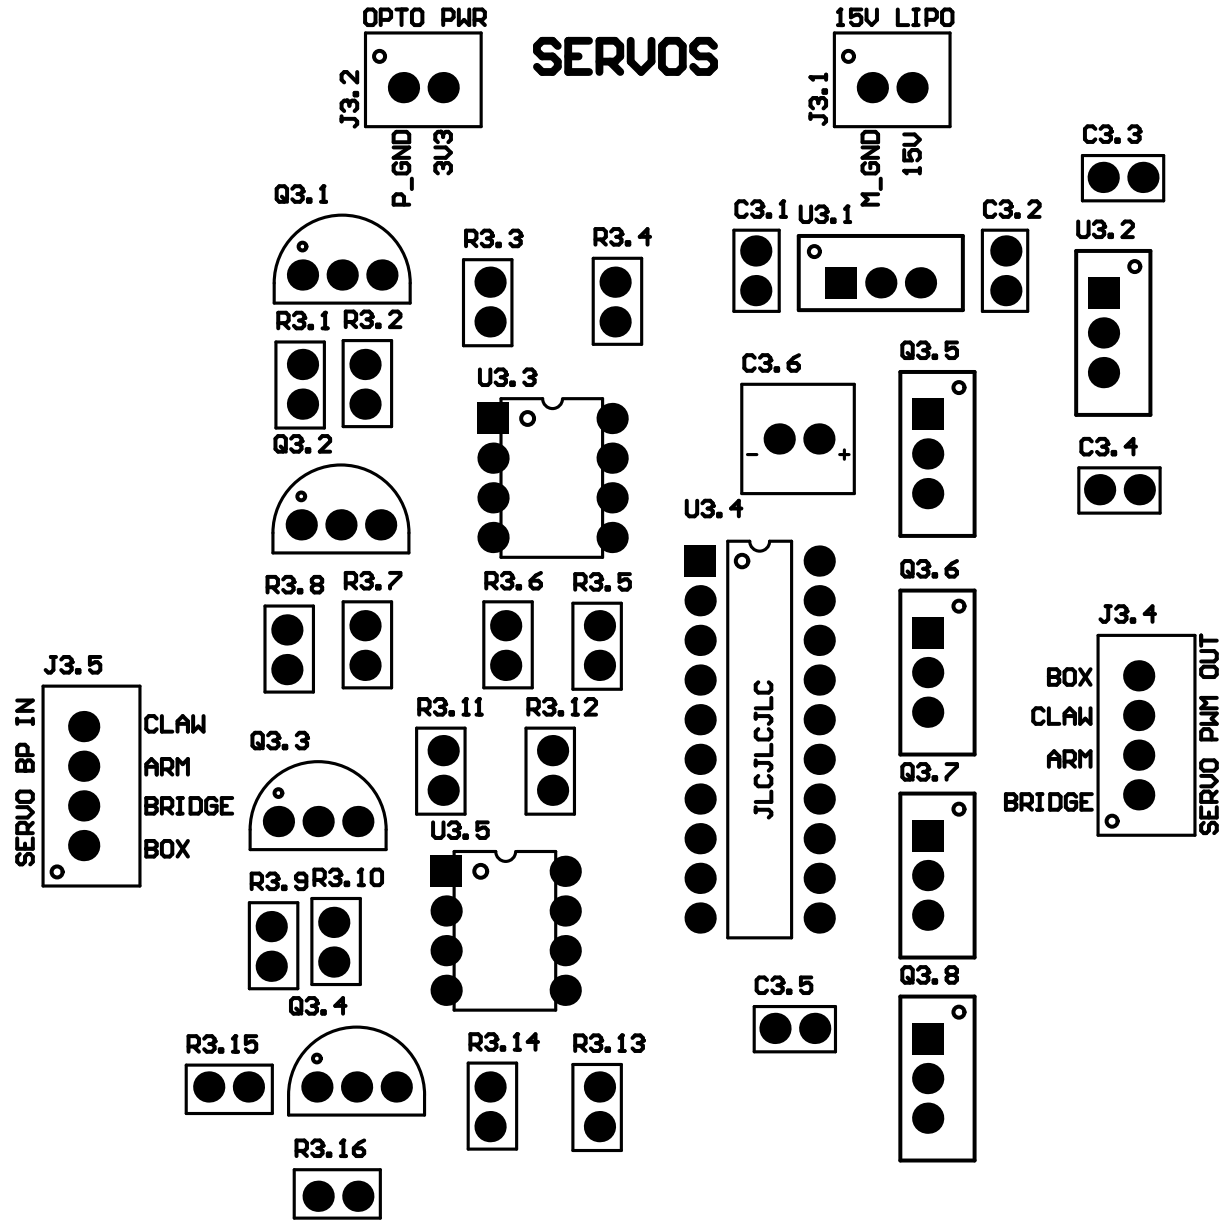 OPTO PWR
15V LIPO
SERVOS
J3.2
J3.1
P_GND
3V3
M_GND
15V
C3.3
Q3.1
C3.1
U3.1
C3.2
U3.2
R3.3
R3.4
R3.1
R3.2
Q3.5
C3.6
U3.3
Q3.2
-
+
C3.4
U3.4
R3.8
R3.7
R3.6
R3.5
Q3.6
J3.4
J3.5
BOX
CLAW
ARM
BRIDGE
SERVO PWM OUT
SERVO BP IN
CLAW
ARM
BRIDGE
BOX
R3.11
R3.12
JLCJLCJLCJLC
Q3.3
Q3.7
U3.5
R3.9
R3.10
Q3.8
C3.5
Q3.4
R3.15
R3.14
R3.13
R3.16